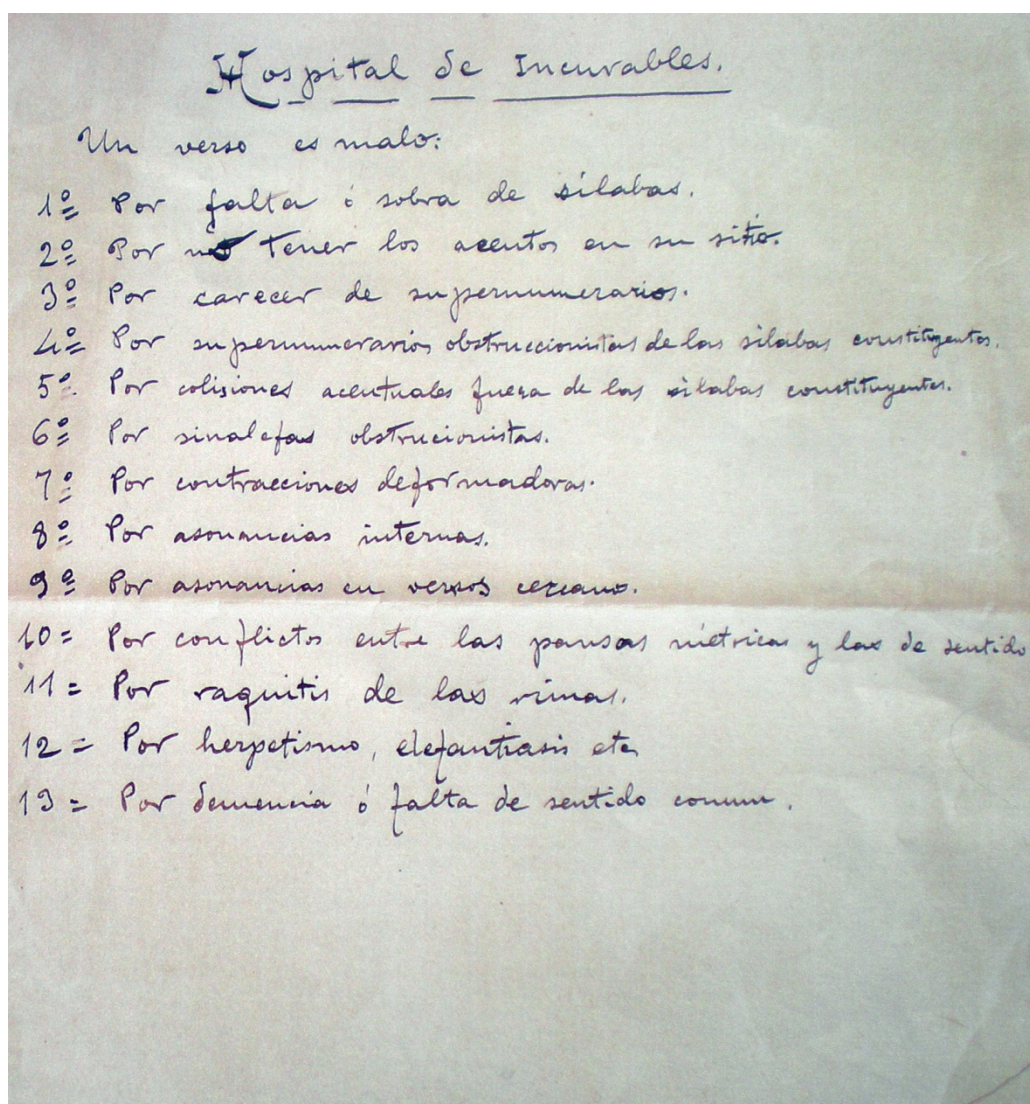 Hospital de Incurables.
Un verso es malo:
1º Por falta ó sobra de sílabas.
2º Por no tener los acentos en su sitio.
3º Por carecer de supernumerarios.
4º Por supernumerarios obstruccionistas de las sílabas constituyentes.
5º Por colisiones acentuales fuera de las sílabas constituyentes.
6º Por sinalefas obstrucionistas.
7º Por contracciones deformadoras.
8º Por asonancias internas.
9º Por asonancias en versos cercanos.
10= Por conflictos entre las pausas métricas y las de sentido
11= Por raquitis de las rimas.
12= Por herpetismo, elefantiasis etc
13= Por demencia ó falta de sentido comun.